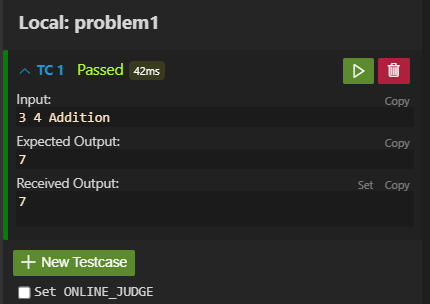 Local: problem1
TC 1 Passed 42ms
Input: Copy
3 4 Addition
Expected Output: Copy
7
Received Output: Set Copy
7
+ New Testcase
Set ONLINE_JUDGE